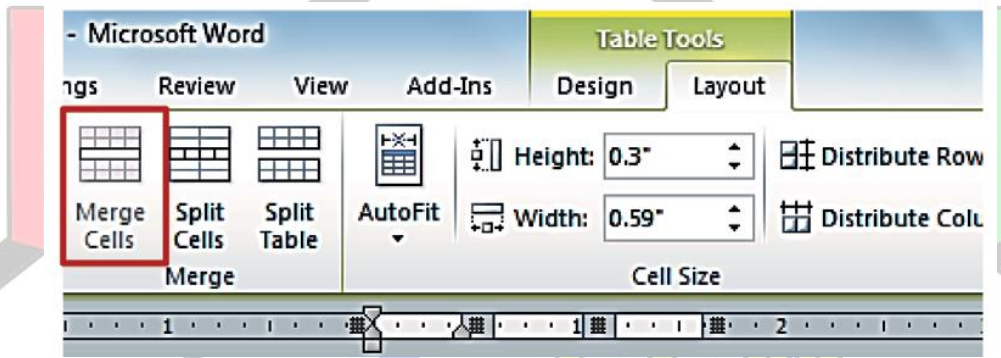 - Microsoft Word
Table Tools
ngs Review View Add-Ins Design Layout
Height: 0.3"
Distribute Row
Merge Cells
Split Cells
Split Table
AutoFit
Width: 0.59"
Distribute Colu
Merge
Cell Size
1 1 2